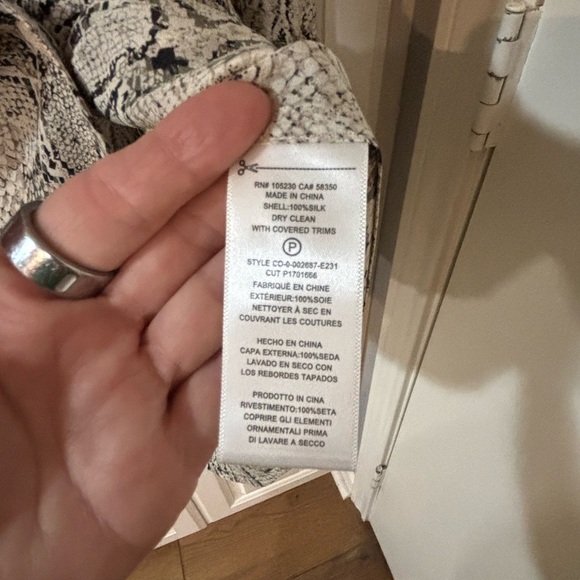 RN# 105230 CA# 58350
MADE IN CHINA
SHELL:100%SILK
DRY CLEAN
WITH COVERED TRIMS
P
STYLE CO-0-002687-E231
CUT P1701666
FABRIQUÉ EN CHINE
EXTÉRIEUR:100%SOIE
NETTOYER À SEC EN
COUVRANT LES COUTURES
HECHO EN CHINA
CAPA EXTERNA:100%SEDA
LAVADO EN SECO CON
LOS REBORDES TAPADOS
PRODOTTO IN CINA
RIVESTIMENTO:100%SETA
COPRIRE GLI ELEMENTI
ORNAMENTALI PRIMA
DI LAVARE A SECCO